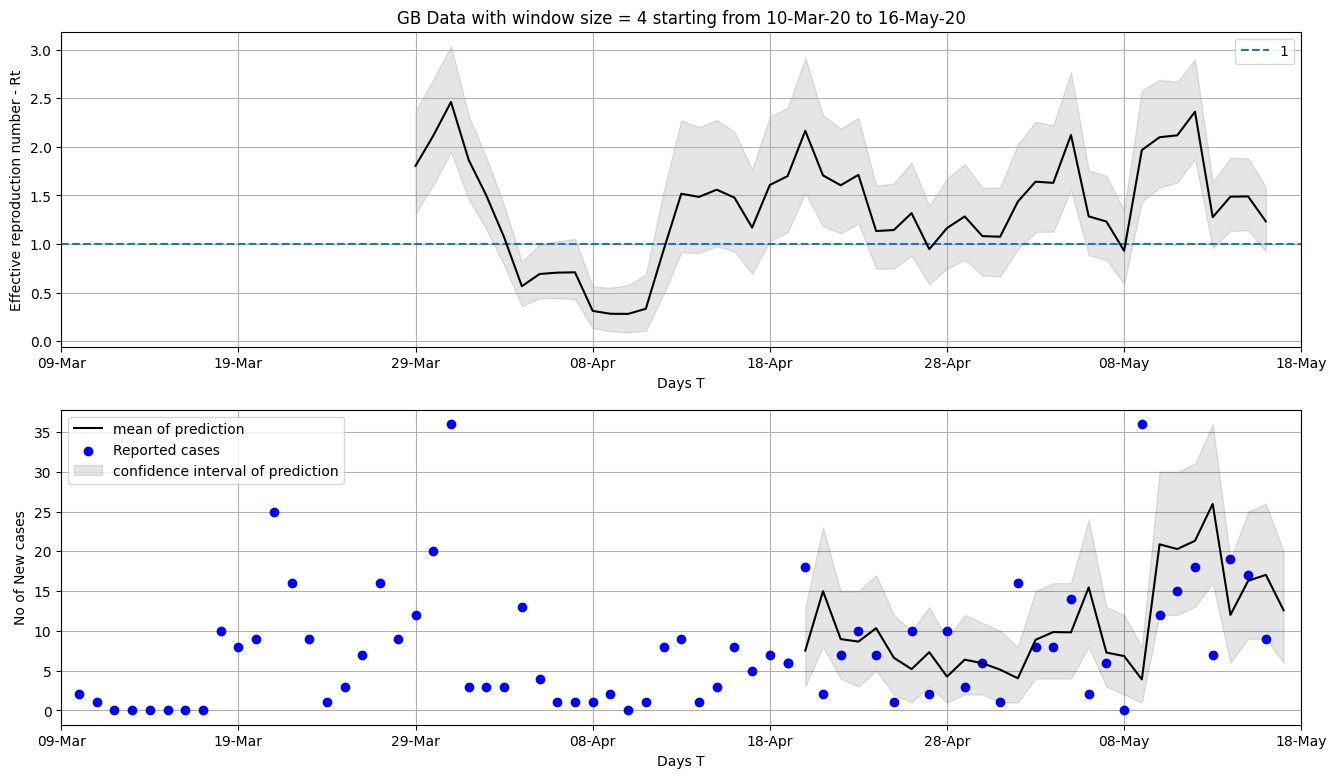 GB Data with window size = 4 starting from 10-Mar-20 to 16-May-20
Effective reproduction number - Rt
3.0
2.5
2.0
1.5
1.0
0.5
0.0
1
09-Mar 19-Mar 29-Mar 08-Apr 18-Apr 28-Apr 08-May 18-May
Days T
No of New cases
35
30
25
20
15
10
5
0
mean of prediction
Reported cases
confidence interval of prediction
09-Mar 19-Mar 29-Mar 08-Apr 18-Apr 28-Apr 08-May 18-May
Days T